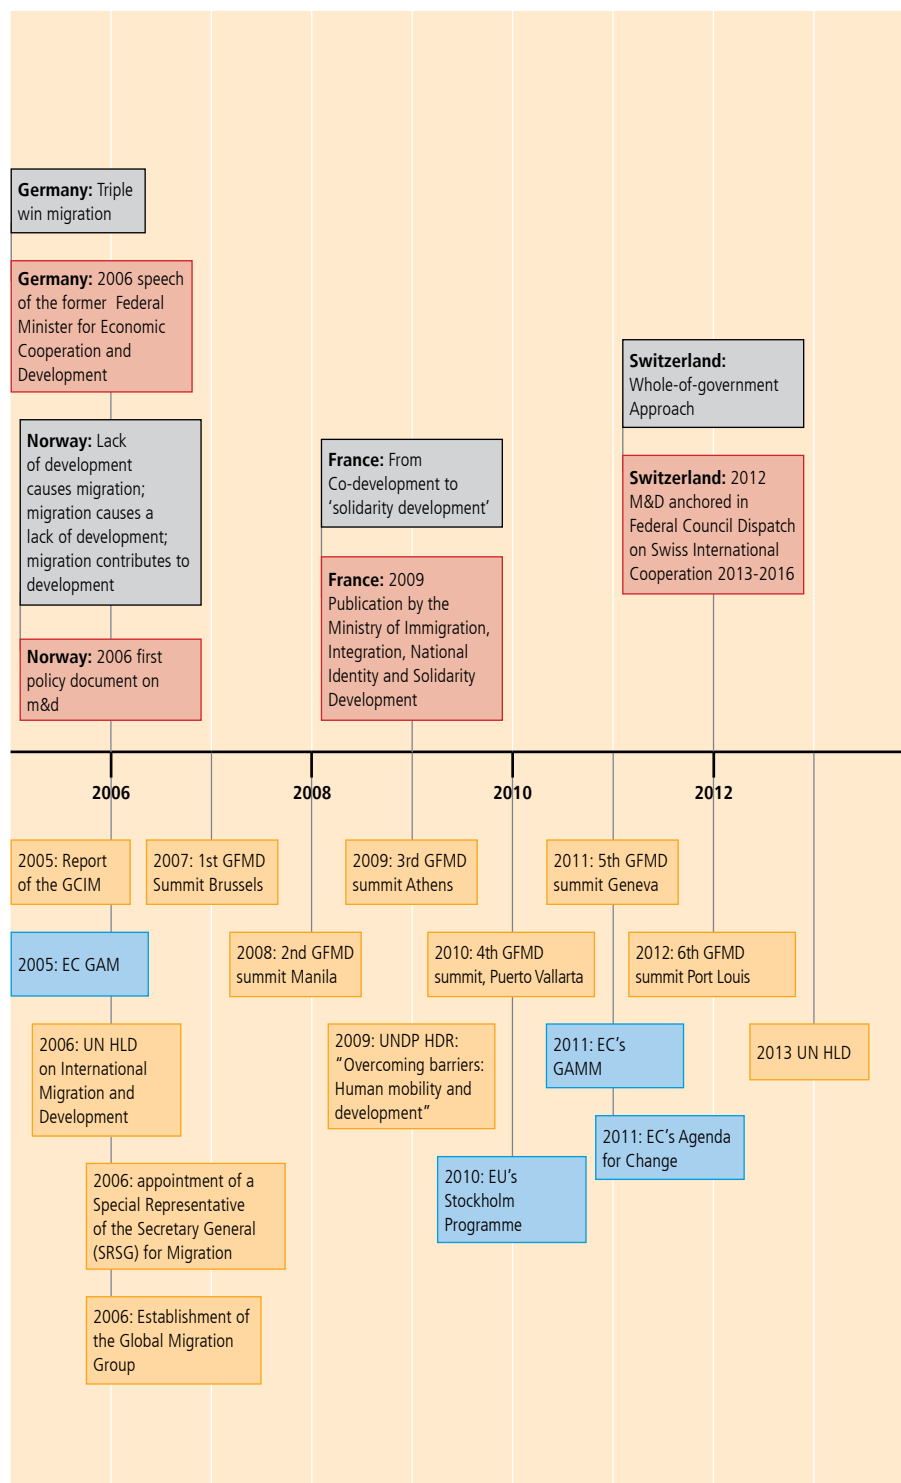 Germany: Triple
win migration
Germany: 2006 speech
of the former Federal
Minister for Economic
Cooperation and
Development
Norway: Lack
of development
causes migration;
migration causes a
lack of development;
migration contributes to
development
Norway: 2006 first
policy document on
m&d
France: From
Co-development to
‘solidarity development’
France: 2009
Publication by the
Ministry of Immigration,
Integration, National
Identity and Solidarity
Development
Switzerland:
Whole-of-government
Approach
Switzerland: 2012
M&D anchored in
Federal Council Dispatch
on Swiss International
Cooperation 2013-2016
2006
2008
2010
2012
2005: Report
of the GCIM
2007: 1st GFMD
Summit Brussels
2009: 3rd GFMD
summit Athens
2011: 5th GFMD
summit Geneva
2005: EC GAM
2008: 2nd GFMD
summit Manila
2010: 4th GFMD
summit, Puerto Vallarta
2012: 6th GFMD
summit Port Louis
2006: UN HLD
on International
Migration and
Development
2009: UNDP HDR:
“Overcoming barriers:
Human mobility and
development”
2011: EC’s
GAMM
2013 UN HLD
2011: EC’s Agenda
for Change
2006: appointment of a
Special Representative
of the Secretary General
(SRSG) for Migration
2010: EU’s
Stockholm
Programme
2006: Establishment of
the Global Migration
Group